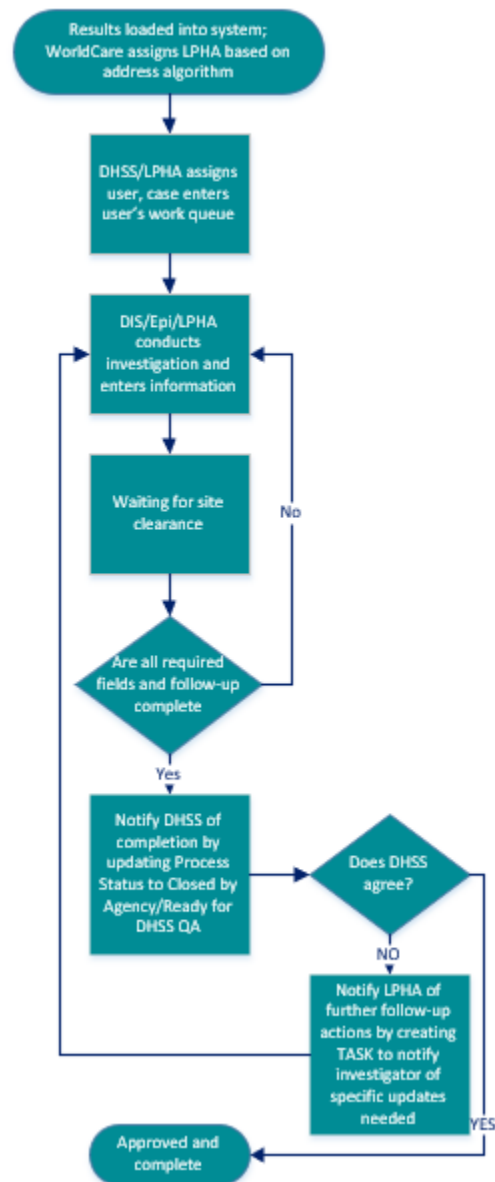 Results loaded into system;
WorldCare assigns LPHA based on
address algorithm
DHSS/LPHA assigns
user, case enters
user's work queue
DIS/Epi/LPHA
conducts
investigation and
enters information
Waiting for site
clearance
No
Are all required
fields and follow-up
complete
Yes
Notify DHSS of
completion by
updating Process
Status to Closed by
Agency/Ready for
DHSS QA
Does DHSS
agree?
NO
Notify LPHA of
further follow-up
actions by creating
TASK to notify
investigator of
specific updates
needed
YES
Approved and
complete